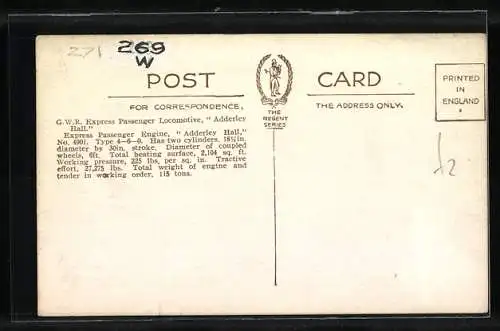 271
269
W
POST CARD
FOR CORRESPONDENCE,
THE ADDRESS ONLY.
THE
REGENT
SERIES
PRINTED
IN
ENGLAND
G.W.R. Express Passenger Locomotive, "Adderley
Hall."
Express Passenger Engine, "Adderley Hall,"
No. 4901. Type 4—6—0. Has two cylinders, 18½in.
diameter by 30in. stroke. Diameter of coupled
wheels, 6ft. Total heating surface, 2,104 sq. ft.
Working pressure, 225 lbs. per sq. in. Tractive
effort, 27,275 lbs. Total weight of engine and
tender in working order, 115 tons.